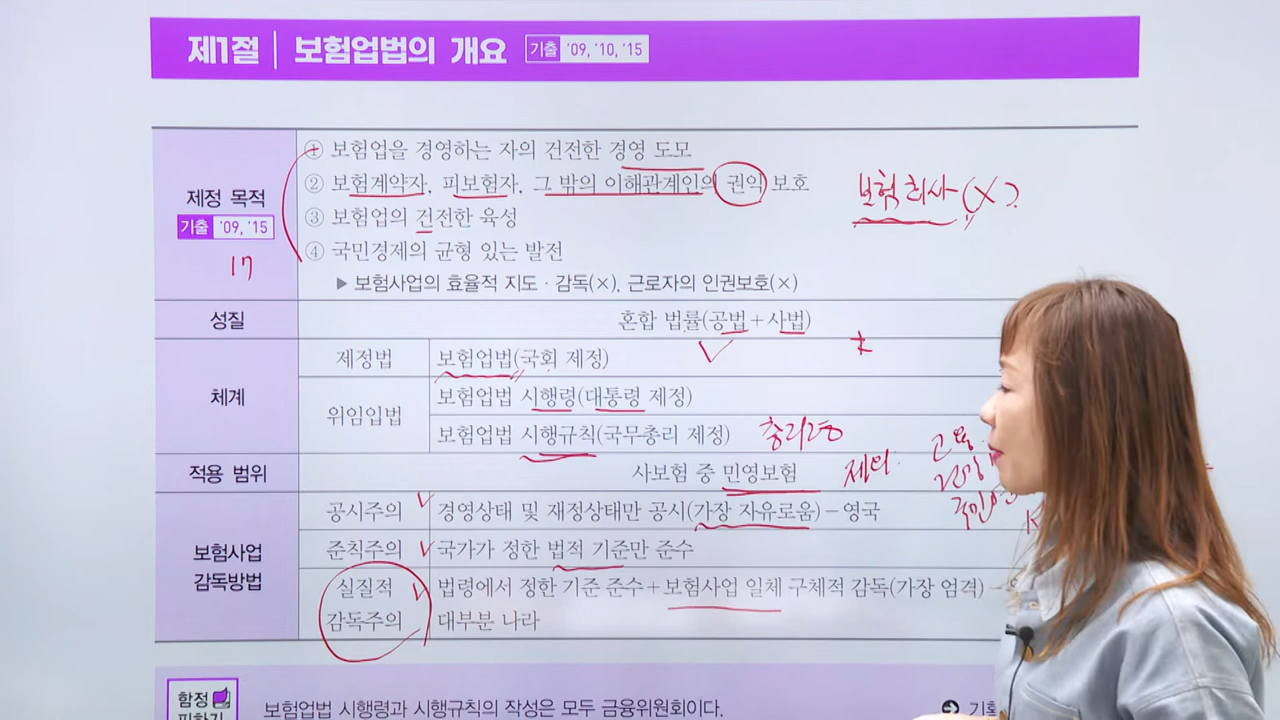 제1절 보험업법의 개요 기출 '09, '10, '15
제정 목적
기출 '09, '15
17
① 보험업을 경영하는 자의 건전한 경영 도모
② 보험계약자, 피보험자, 그 밖의 이해관계인의 권익 보호
③ 보험업의 건전한 육성
④ 국민경제의 균형 있는 발전
▶ 보험사업의 효율적 지도·감독(×), 근로자의 인권보호(×)
보험회사(×)
성질
혼합 법률(공법+사법)
체계
제정법
보험업법(국회 제정)
위임입법
보험업법 시행령(대통령 제정)
보험업법 시행규칙(국무총리 제정)
총리령
적용 범위
사보험 중 민영보험
제외
보험사업
감독방법
공시주의
경영상태 및 재정상태만 공시(가장 자유로움)–영국
준칙주의
국가가 정한 법적 기준만 준수
실질적
감독주의
법령에서 정한 기준 준수+보험사업 일체 구체적 감독(가장 엄격)–
대부분 나라
함정
피하기
보험업법 시행령과 시행규칙의 작성은 모두 금융위원회이다.